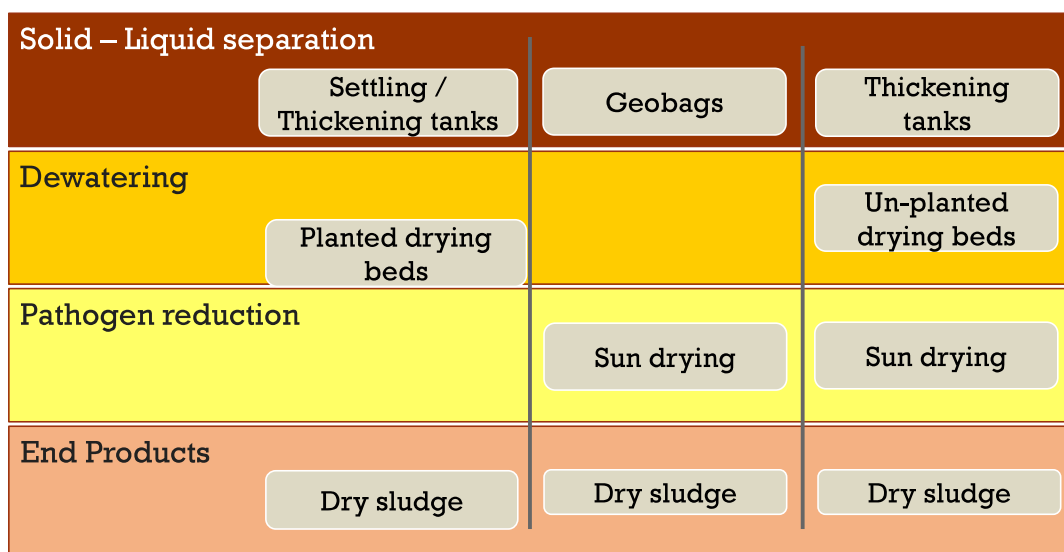 Solid – Liquid separation
Settling /
Thickening tanks
Geobags
Thickening
tanks
Dewatering
Planted drying
beds
Un-planted
drying beds
Pathogen reduction
Sun drying
Sun drying
End Products
Dry sludge
Dry sludge
Dry sludge